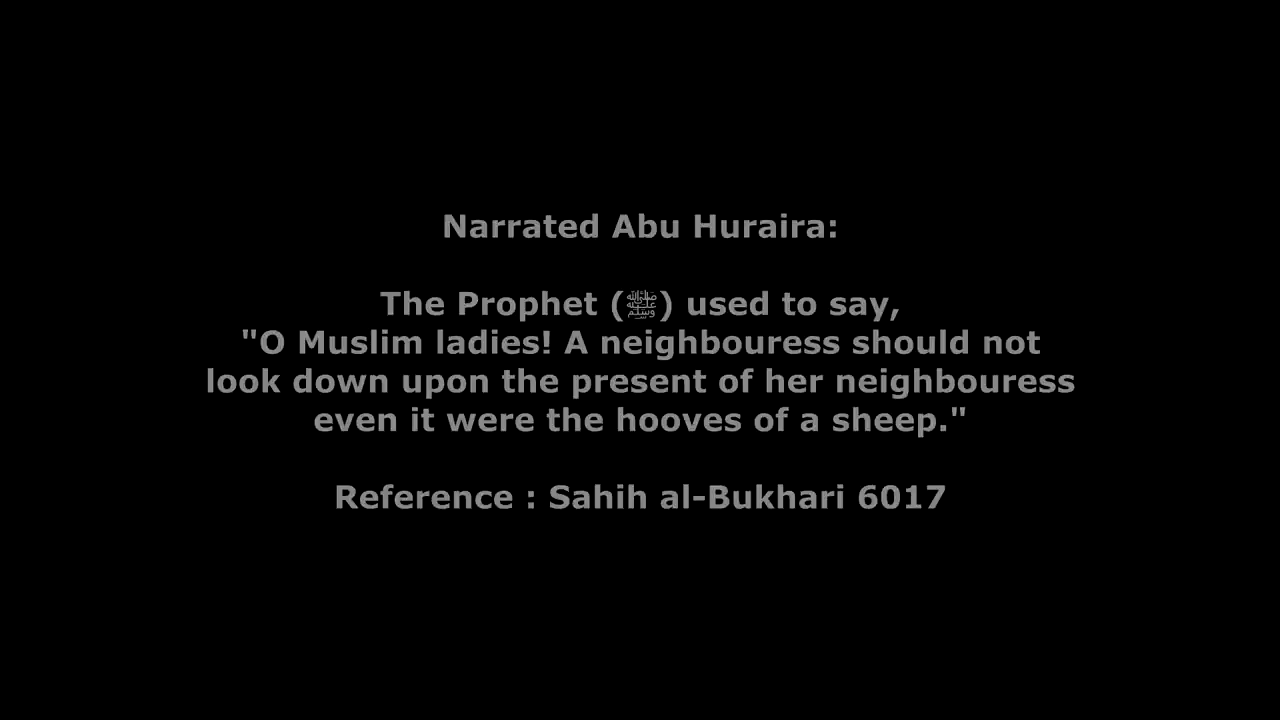 Narrated Abu Huraira:
The Prophet (ﷺ) used to say,
"O Muslim ladies! A neighbouress should not
look down upon the present of her neighbouress
even it were the hooves of a sheep."
Reference : Sahih al-Bukhari 6017